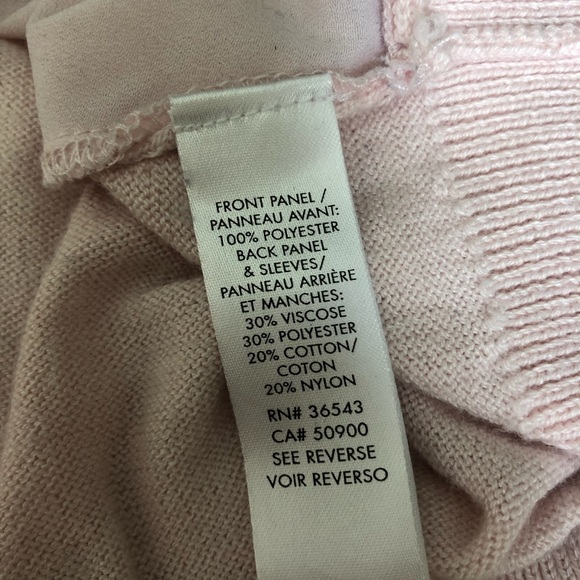 FRONT PANEL /
PANNEAU AVANT:
100% POLYESTER
BACK PANEL
& SLEEVES/
PANNEAU ARRIÈRE
ET MANCHES:
30% VISCOSE
30% POLYESTER
20% COTTON/
COTON
20% NYLON
RN# 36543
CA# 50900
SEE REVERSE
VOIR REVERSO